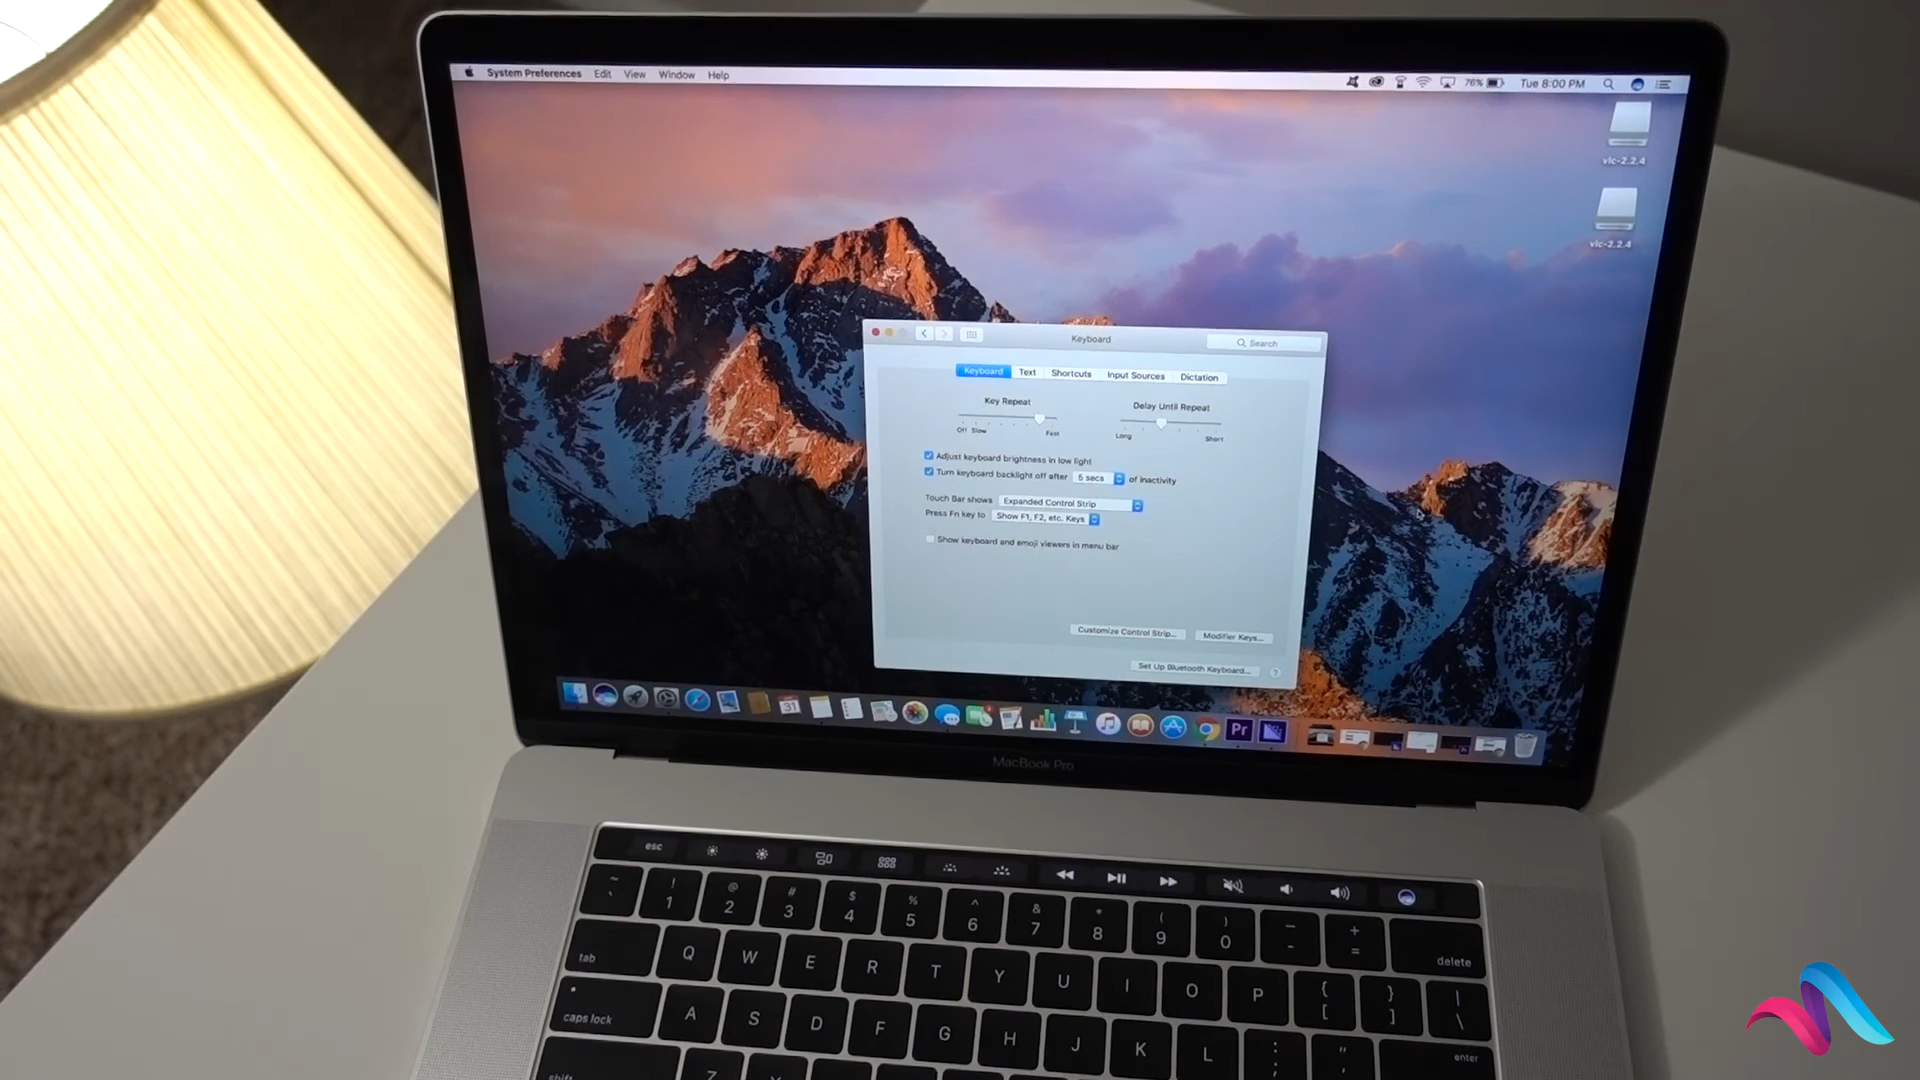 System Preferences Edit View Window Help
76% Tue 8:00 PM
vlc-2.2.4
vlc-2.2.4
Keyboard
Search
Keyboard Text Shortcuts Input Sources Dictation
Key Repeat Delay Until Repeat
Off Slow Fast Long Short
Adjust keyboard brightness in low light
Turn keyboard backlight off after 5 secs of inactivity
Touch Bar shows Expanded Control Strip
Press Fn key to Show F1, F2, etc. Keys
Show keyboard and emoji viewers in menu bar
Customize Control Strip... Modifier Keys...
Set Up Bluetooth Keyboard... ?
31 Pr
MacBook Pro
esc
~ ! @ # $ % ^ & * ( ) _ +
` 1 2 3 4 5 6 7 8 9 0 - =
delete
tab Q W E R T Y U I O P { [ } ] | \
caps lock A S D F G H J K L : ; " '
enter
shift Z